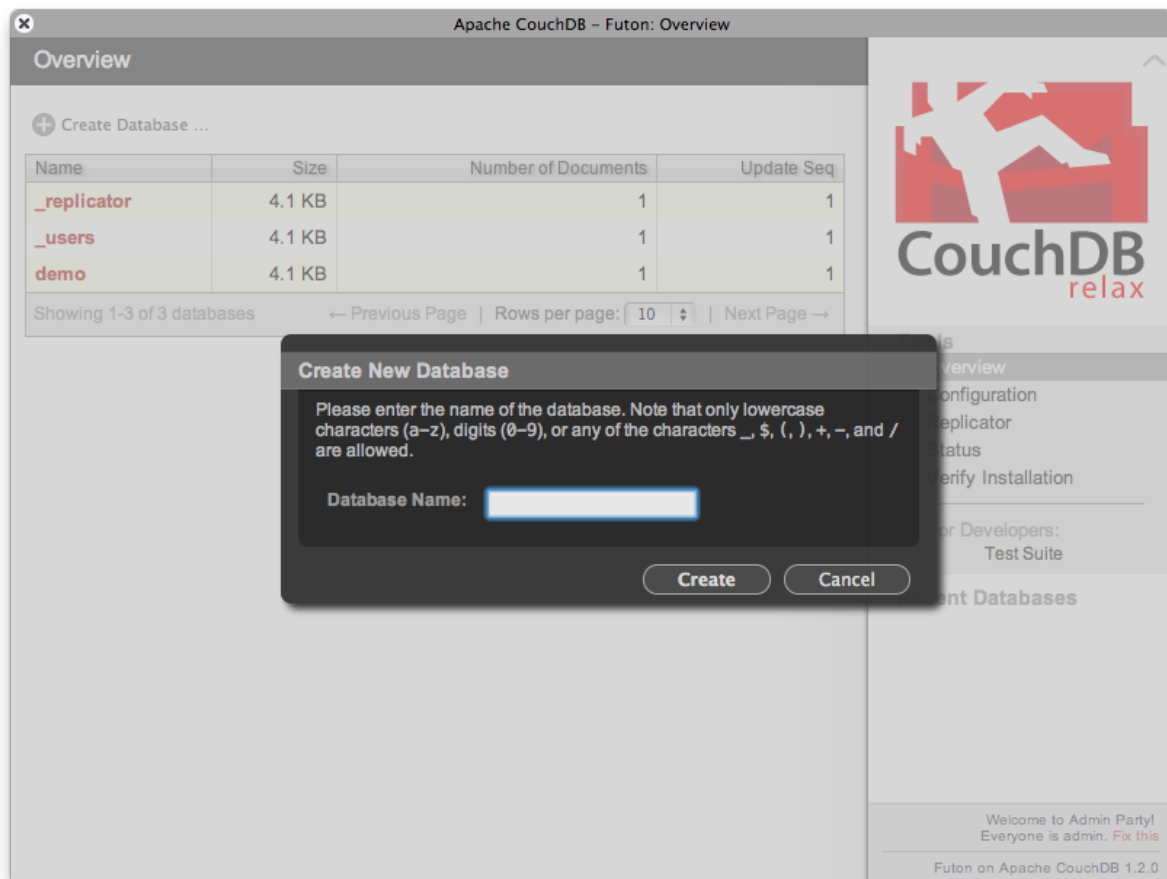 Apache CouchDB – Futon: Overview
Overview
Create Database ...
Name Size Number of Documents Update Seq
_replicator 4.1 KB 1 1
_users 4.1 KB 1 1
demo 4.1 KB 1 1
Showing 1-3 of 3 databases ← Previous Page | Rows per page: 10 | Next Page →
Create New Database
Please enter the name of the database. Note that only lowercase
characters (a–z), digits (0–9), or any of the characters _, $, (, ), +, –, and /
are allowed.
Database Name:
Create Cancel
CouchDB
relax
verview
onfiguration
eplicator
tatus
erify Installation
or Developers:
Test Suite
ent Databases
Welcome to Admin Party!
Everyone is admin. Fix this
Futon on Apache CouchDB 1.2.0